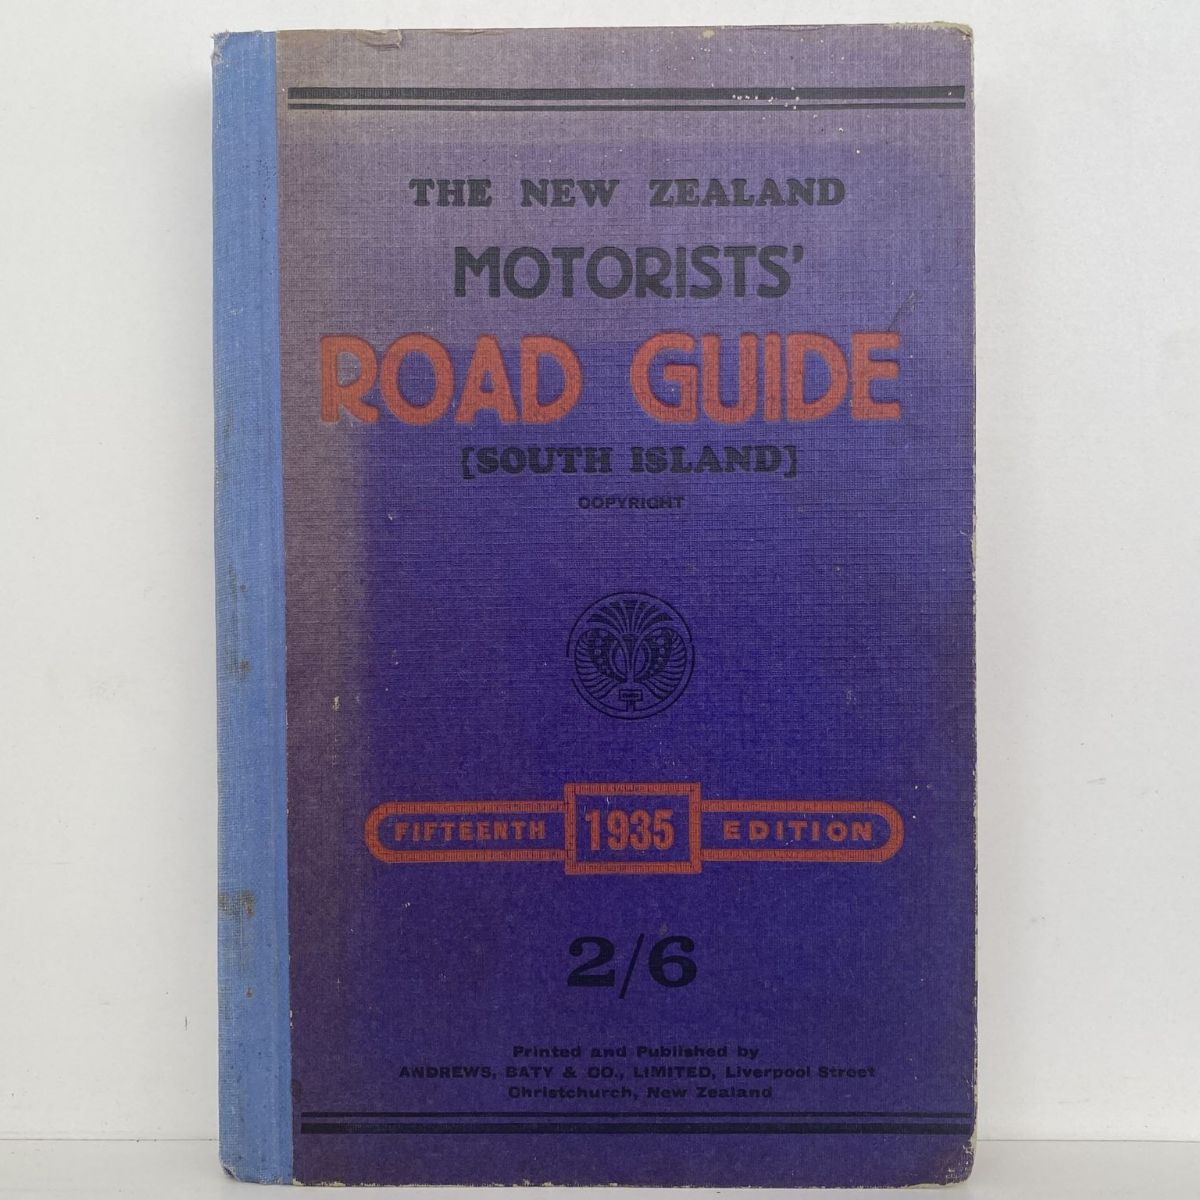 THE NEW ZEALAND
MOTORISTS'
ROAD GUIDE
[SOUTH ISLAND]
COPYRIGHT
FIFTEENTH 1935 EDITION
2/6
Printed and Published by
ANDREWS, BATY & CO., LIMITED, Liverpool Street
Christchurch, New Zealand